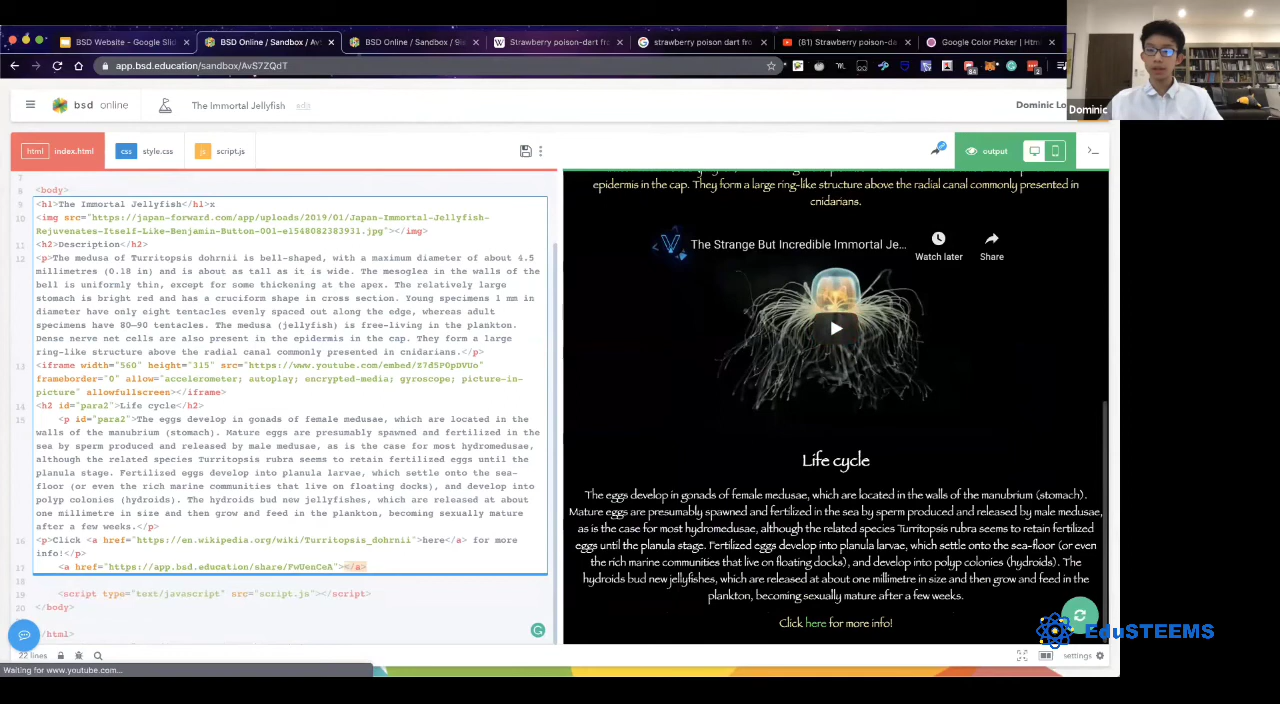 BSD Website - Google Slid
BSD Online / Sandbox / Av
BSD Online / Sandbox / 9i
Strawberry poison-dart fro
strawberry poison dart fro
(81) Strawberry poison-da
Google Color Picker | Htm
app.bsd.education/sandbox/AvS7ZQdT
84
2
Dominic
bsd online
The Immortal Jellyfish edit
Dominic Lo
html index.html
css style.css
js script.js
output
7
8 <body>
9 <h1>The Immortal Jellyfish</h1>x
10 <img src="https://japan-forward.com/app/uploads/2019/01/Japan-Immortal-Jellyfish-
Rejuvenates-Itself-Like-Benjamin-Button-001-e1548082383931.jpg"></img>
11 <h2>Description</h2>
12 <p>The medusa of Turritopsis dohrnii is bell-shaped, with a maximum diameter of about 4.5
millimetres (0.18 in) and is about as tall as it is wide. The mesoglea in the walls of the
bell is uniformly thin, except for some thickening at the apex. The relatively large
stomach is bright red and has a cruciform shape in cross section. Young specimens 1 mm in
diameter have only eight tentacles evenly spaced out along the edge, whereas adult
specimens have 80–90 tentacles. The medusa (jellyfish) is free-living in the plankton.
Dense nerve net cells are also present in the epidermis in the cap. They form a large
ring-like structure above the radial canal commonly presented in cnidarians.</p>
13 <iframe width="560" height="315" src="https://www.youtube.com/embed/Z7d5P0pDVUo"
frameborder="0" allow="accelerometer; autoplay; encrypted-media; gyroscope; picture-in-
picture" allowfullscreen></iframe>
14 <h2 id="para2">Life cycle</h2>
15 <p id="para2">The eggs develop in gonads of female medusae, which are located in the
walls of the manubrium (stomach). Mature eggs are presumably spawned and fertilized in the
sea by sperm produced and released by male medusae, as is the case for most hydromedusae,
although the related species Turritopsis rubra seems to retain fertilized eggs until the
planula stage. Fertilized eggs develop into planula larvae, which settle onto the sea-
floor (or even the rich marine communities that live on floating docks), and develop into
polyp colonies (hydroids). The hydroids bud new jellyfishes, which are released at about
one millimetre in size and then grow and feed in the plankton, becoming sexually mature
after a few weeks.</p>
16 <p>Click <a href="https://en.wikipedia.org/wiki/Turritopsis_dohrnii">here</a> for more
info!</p>
<a href="https://app.bsd.education/share/FwUenCeA"></a>
19 <script type="text/javascript" src="script.js"></script>
20 </body>
</html>
22 lines
Waiting for www.youtube.com...
epidermis in the cap. They form a large ring-like structure above the radial canal commonly presented in
cnidarians.
The Strange But Incredible Immortal Je...
Watch later
Share
Life cycle
The eggs develop in gonads of female medusae, which are located in the walls of the manubrium (stomach).
Mature eggs are presumably spawned and fertilized in the sea by sperm produced and released by male medusae,
as is the case for most hydromedusae, although the related species Turritopsis rubra seems to retain fertilized
eggs until the planula stage. Fertilized eggs develop into planula larvae, which settle onto the sea-floor (or even
the rich marine communities that live on floating docks), and develop into polyp colonies (hydroids). The
hydroids bud new jellyfishes, which are released at about one millimetre in size and then grow and feed in the
plankton, becoming sexually mature after a few weeks.
Click here for more info!
EduSTEEMS
settings